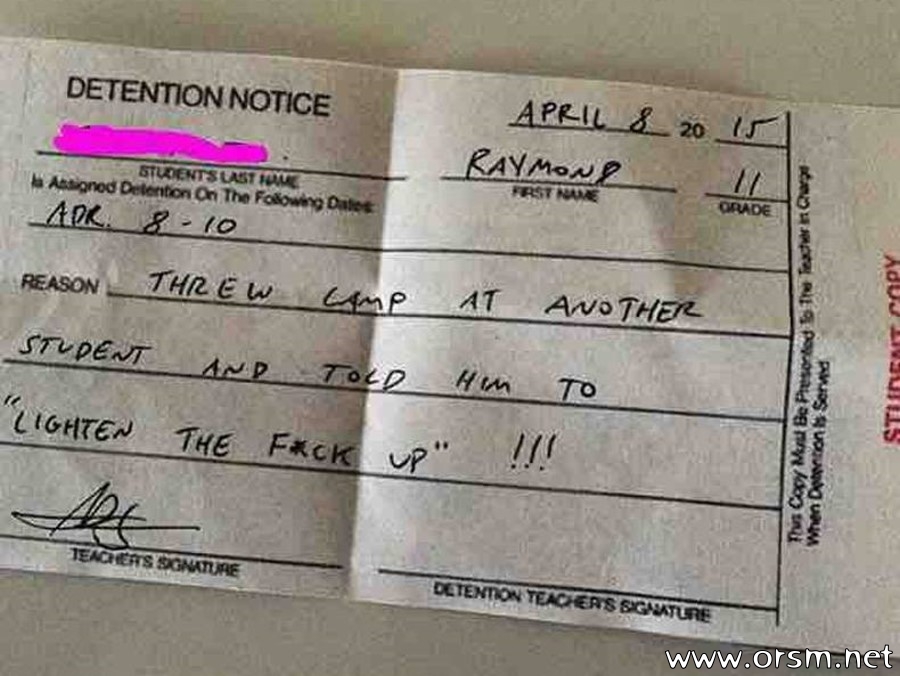 DETENTION NOTICE
APRIL 8 20 15
STUDENT'S LAST NAME
RAYMOND
FIRST NAME
11
GRADE
Is Assigned Detention On The Following Dates:
APR. 8-10
REASON THREW LAMP AT ANOTHER
STUDENT AND TOLD HIM TO
"LIGHTEN THE F*CK UP" !!!
TEACHER'S SIGNATURE
DETENTION TEACHER'S SIGNATURE
This Copy Must Be Presented To The Teacher in Charge
When Detention Is Served
STUDENT COPY
www.orsm.net